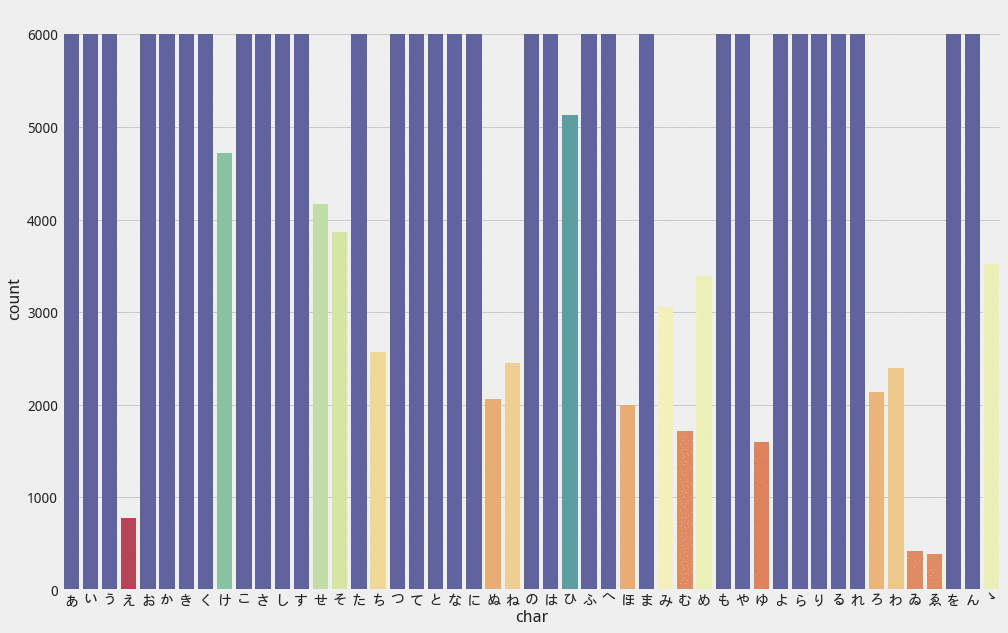 6000
5000
4000
3000
2000
1000
0
count
あ い う え お か き く け こ さ し す せ そ た ち つ て と な に ぬ ね の は ひ ふ へ ほ ま み む め も や ゆ よ ら り る れ ろ わ ゐ ゑ を ん ゝ
char